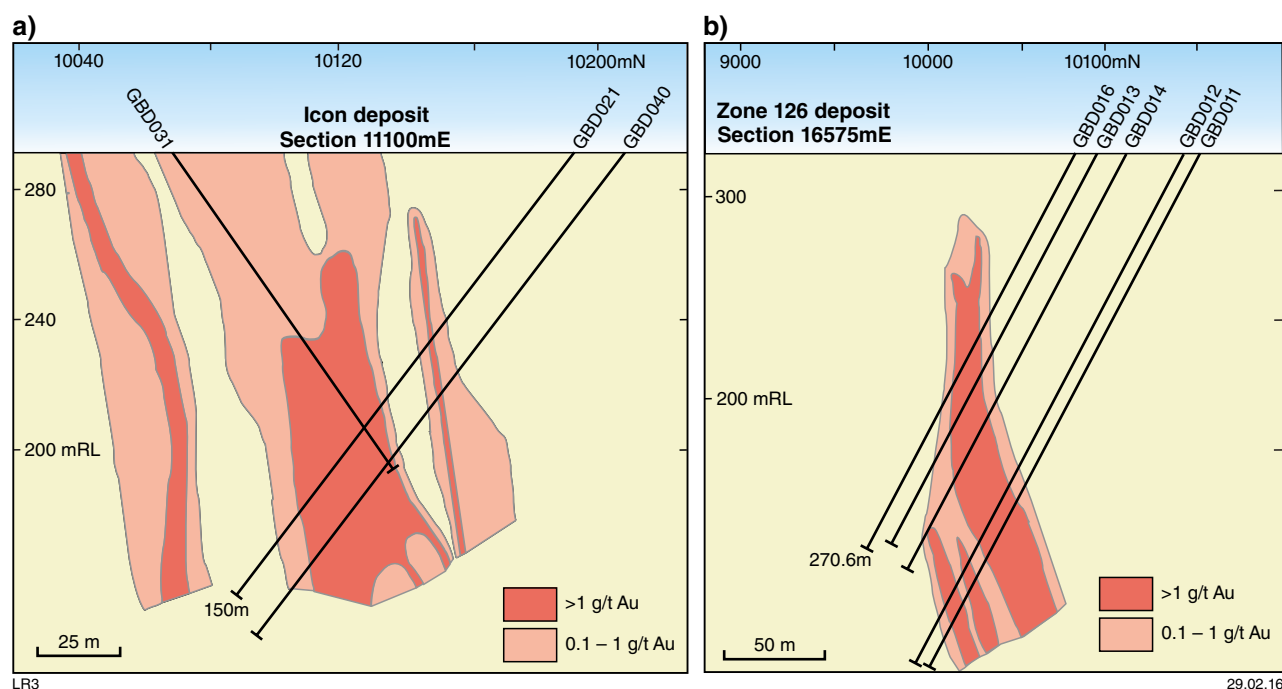 a)
10040
10120
10200mN
Icon deposit
Section 11100mE
GBD031
GBD021
GBD040
280
240
200 mRL
150m
25 m
>1 g/t Au
0.1 – 1 g/t Au
LR3
b)
9000
10000
10100mN
Zone 126 deposit
Section 16575mE
GBD016
GBD013
GBD014
GBD012
GBD011
300
200 mRL
270.6m
50 m
>1 g/t Au
0.1 – 1 g/t Au
29.02.16